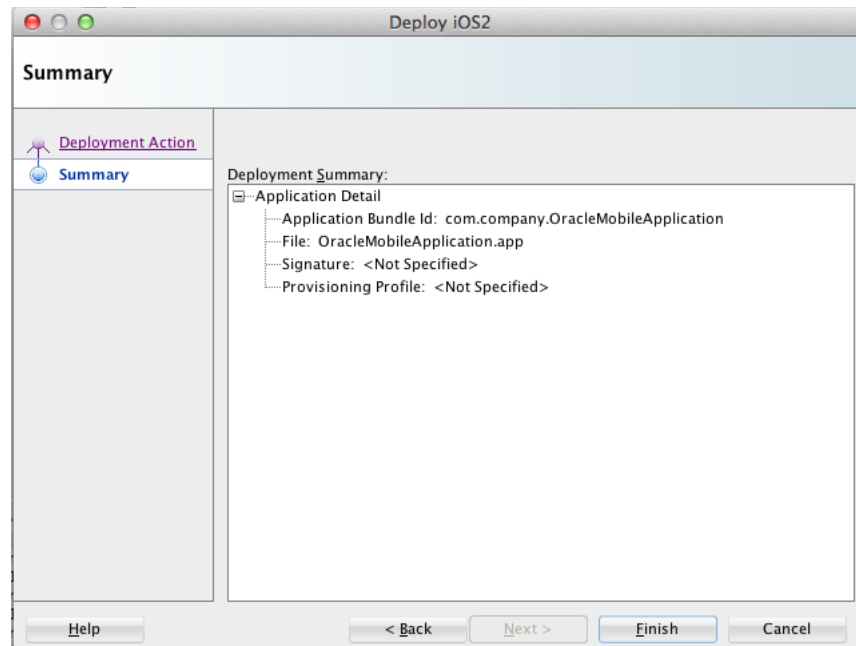 Deploy iOS2
Summary
Deployment Action
Summary
Deployment Summary:
Application Detail
Application Bundle Id: com.company.OracleMobileApplication
File: OracleMobileApplication.app
Signature: <Not Specified>
Provisioning Profile: <Not Specified>
Help
< Back
Next >
Finish
Cancel